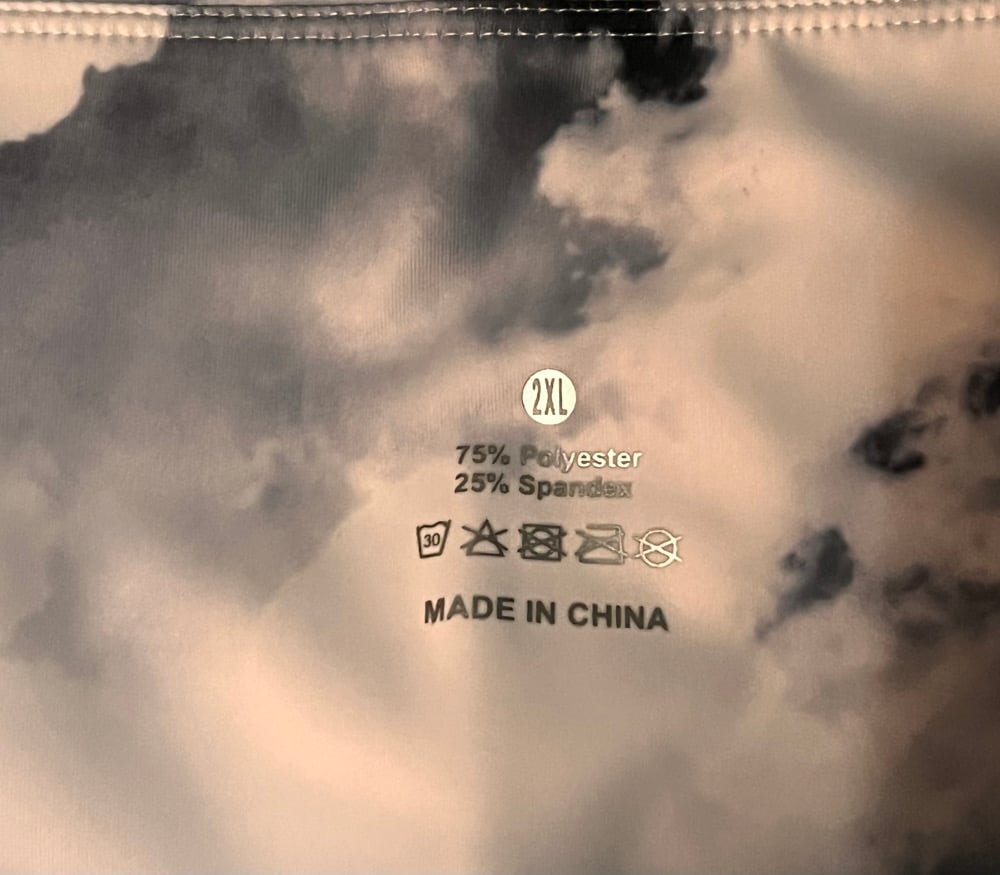 2XL
75% Polyester
25% Spandex
30
MADE IN CHINA